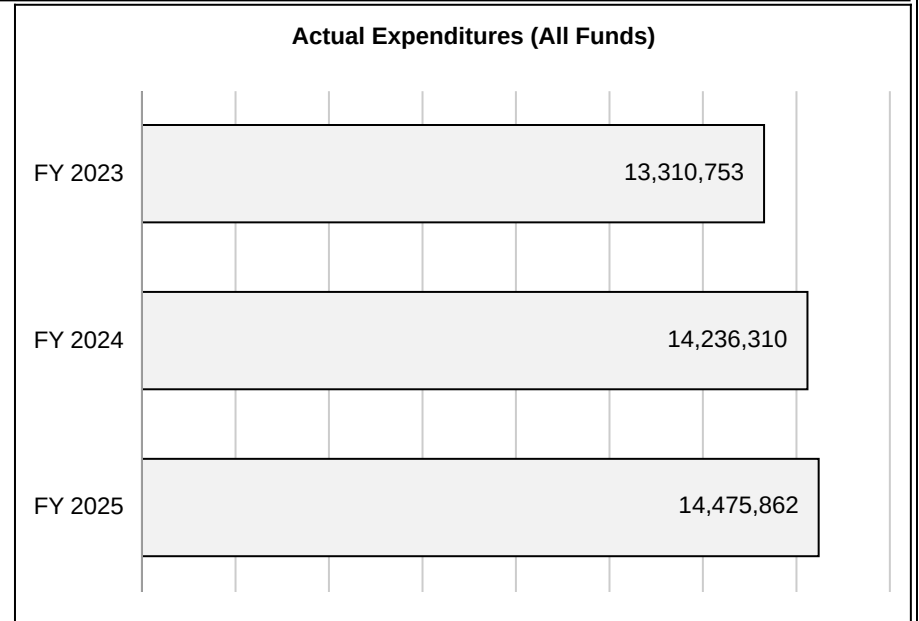 Actual Expenditures (All Funds)
FY 2023
13,310,753
FY 2024
14,236,310
FY 2025
14,475,862